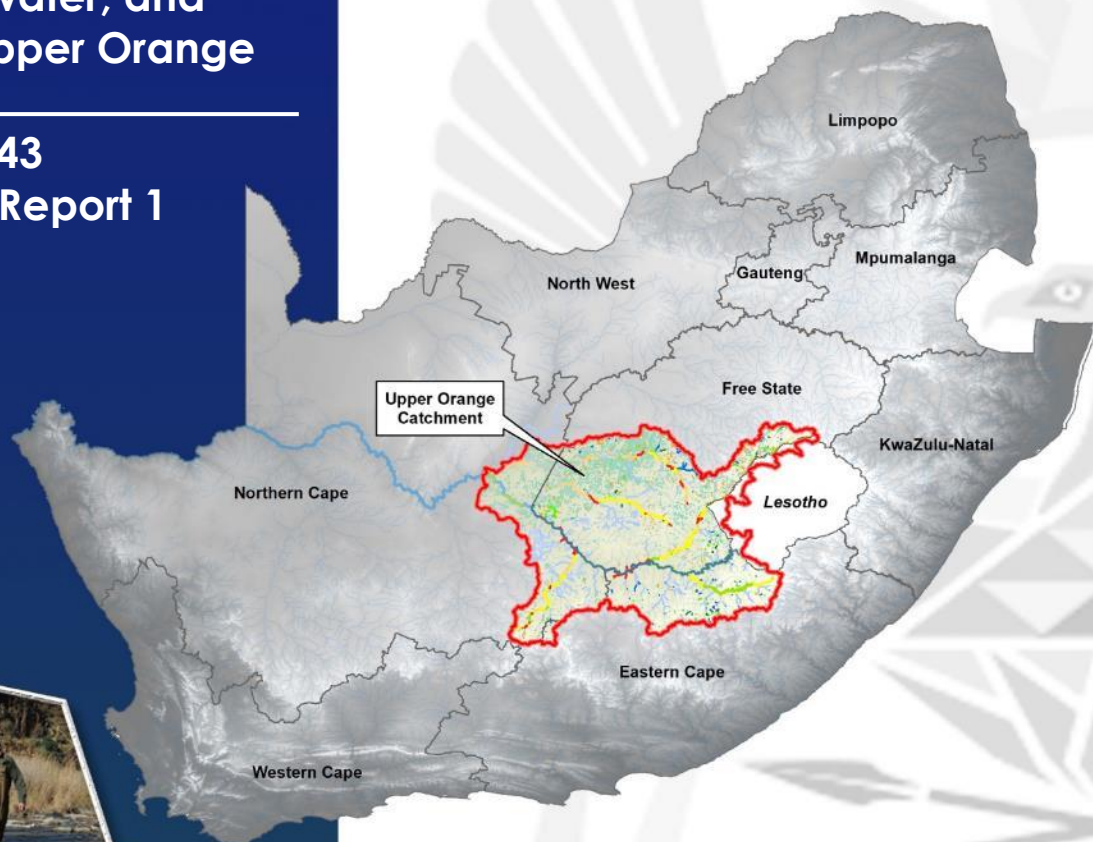 and
pper Orange
43
Report 1
Limpopo
Mpumalanga
Gauteng
North West
Free State
Upper Orange
Catchment
KwaZulu-Natal
Northern Cape
Lesotho
Eastern Cape
Western Cape